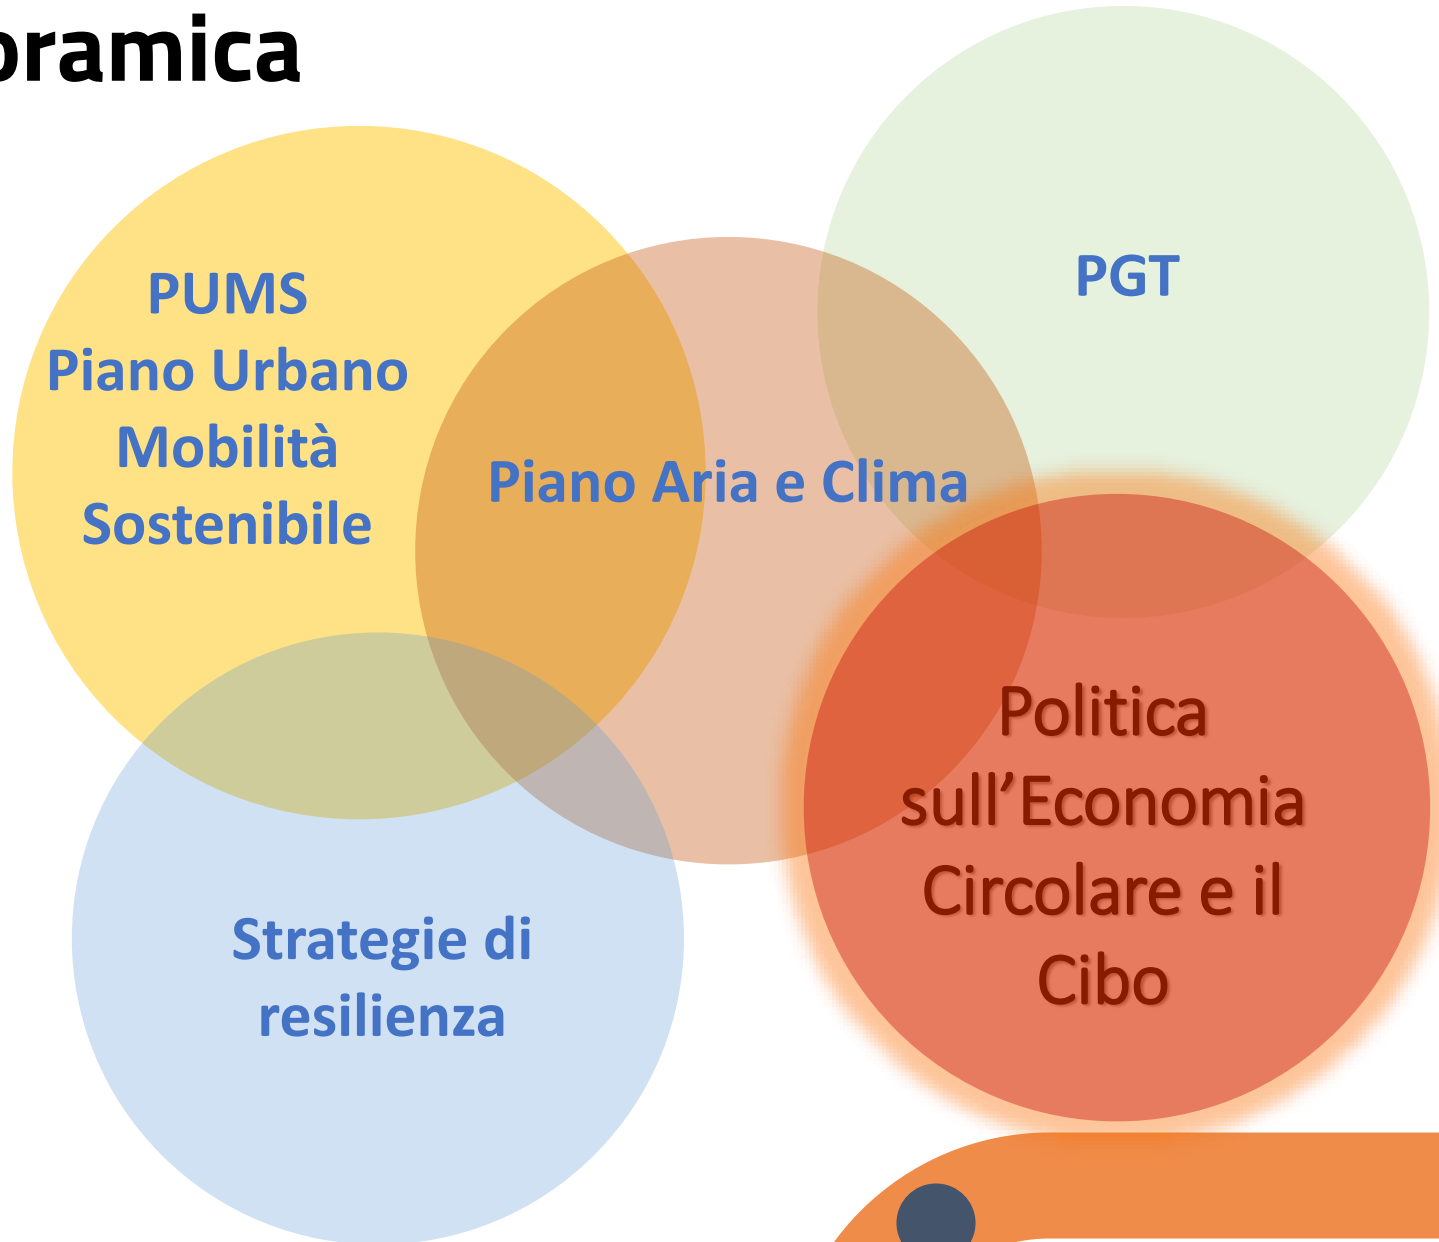 oramica
PUMS
Piano Urbano
Mobilità
Sostenibile
PGT
Piano Aria e Clima
Politica
sull’Economia
Circolare e il
Cibo
Strategie di
resilienza